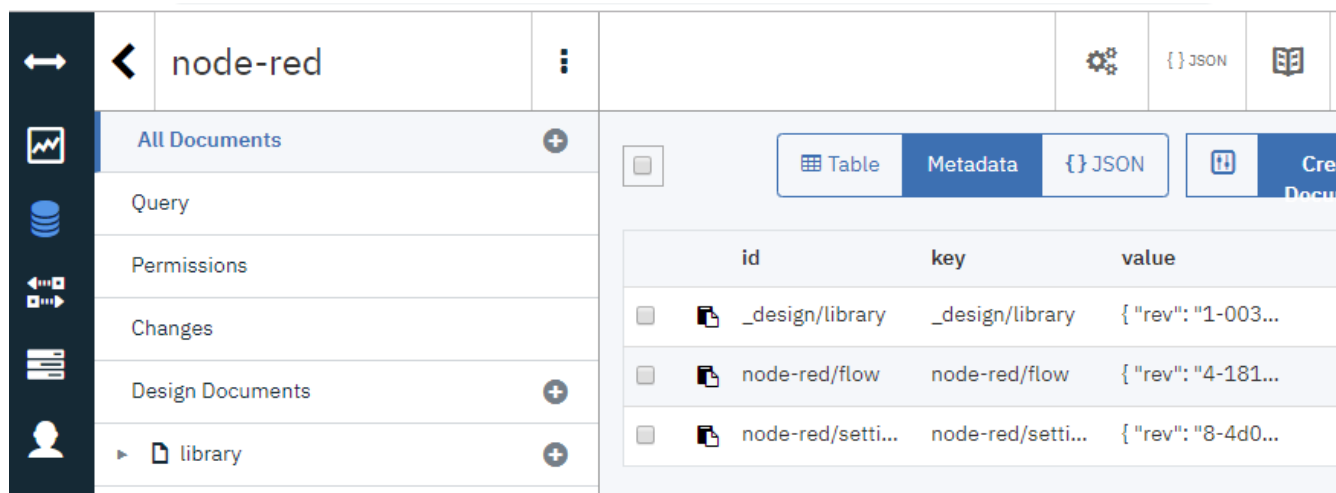 node-red
{ } JSON
All Documents
Query
Permissions
Changes
Design Documents
library
Table Metadata {} JSON
Cre
Docu
id key value
_design/library _design/library { "rev": "1-003...
node-red/flow node-red/flow { "rev": "4-181...
node-red/setti... node-red/setti... { "rev": "8-4d0...